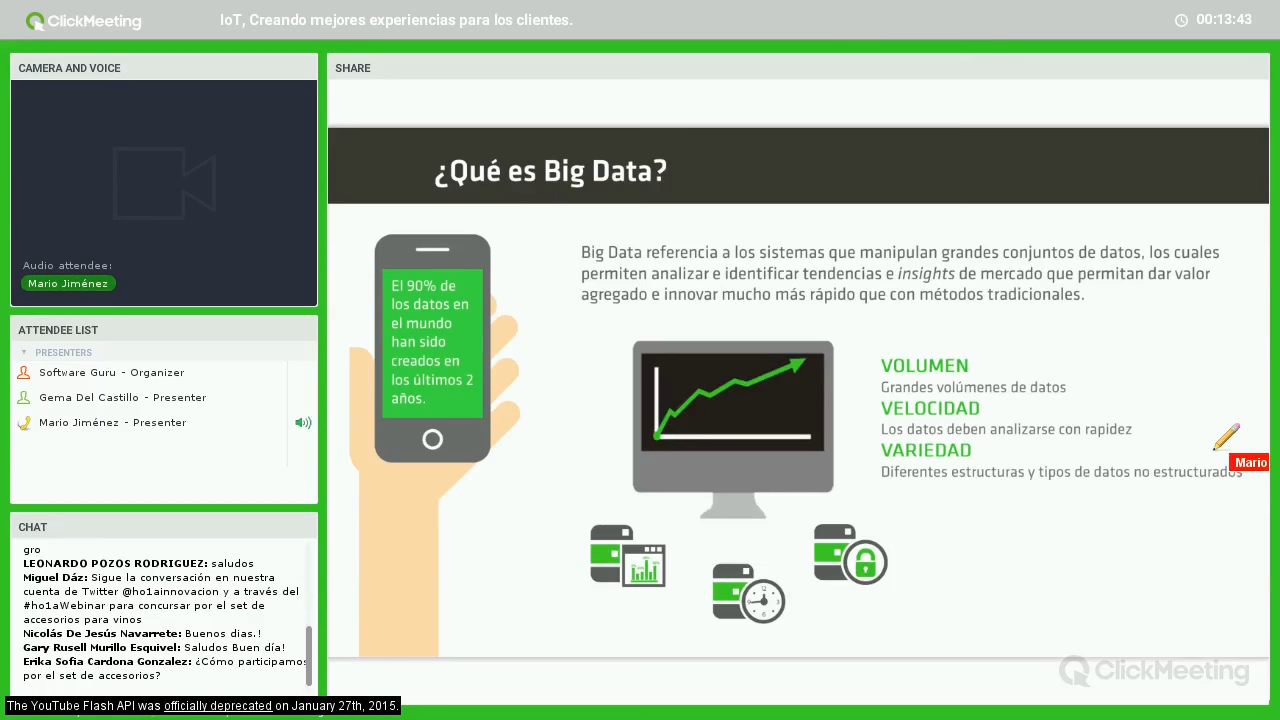 ClickMeeting
IoT, Creando mejores experiencias para los clientes.
00:13:43
CAMERA AND VOICE
Audio attendee:
Mario Jiménez
ATTENDEE LIST
PRESENTERS
Software Guru - Organizer
Gema Del Castillo - Presenter
Mario Jiménez - Presenter
CHAT
gro
LEONARDO POZOS RODRIGUEZ: saludos
Miguel Dáz: Sigue la conversación en nuestra
cuenta de Twitter @ho1ainnovacion y a través del
#ho1aWebinar para concursar por el set de
accesorios para vinos
Nicolás De Jesús Navarrete: Buenos dias,!
Gary Rusell Murillo Esquivel: Saludos Buen día!
Erika Sofia Cardona Gonzalez: ¿Cómo participamos
por el set de accesorios?
The YouTube Flash API was officially deprecated on January 27th, 2015.
SHARE
¿Qué es Big Data?
El 90% de
los datos en
el mundo
han sido
creados en
los últimos 2
años.
Big Data referencia a los sistemas que manipulan grandes conjuntos de datos, los cuales
permiten analizar e identificar tendencias e insights de mercado que permitan dar valor
agregado e innovar mucho más rápido que con métodos tradicionales.
VOLUMEN
Grandes volúmenes de datos
VELOCIDAD
Los datos deben analizarse con rapidez
VARIEDAD
Diferentes estructuras y tipos de datos no estructurados
Mario
ClickMeeting